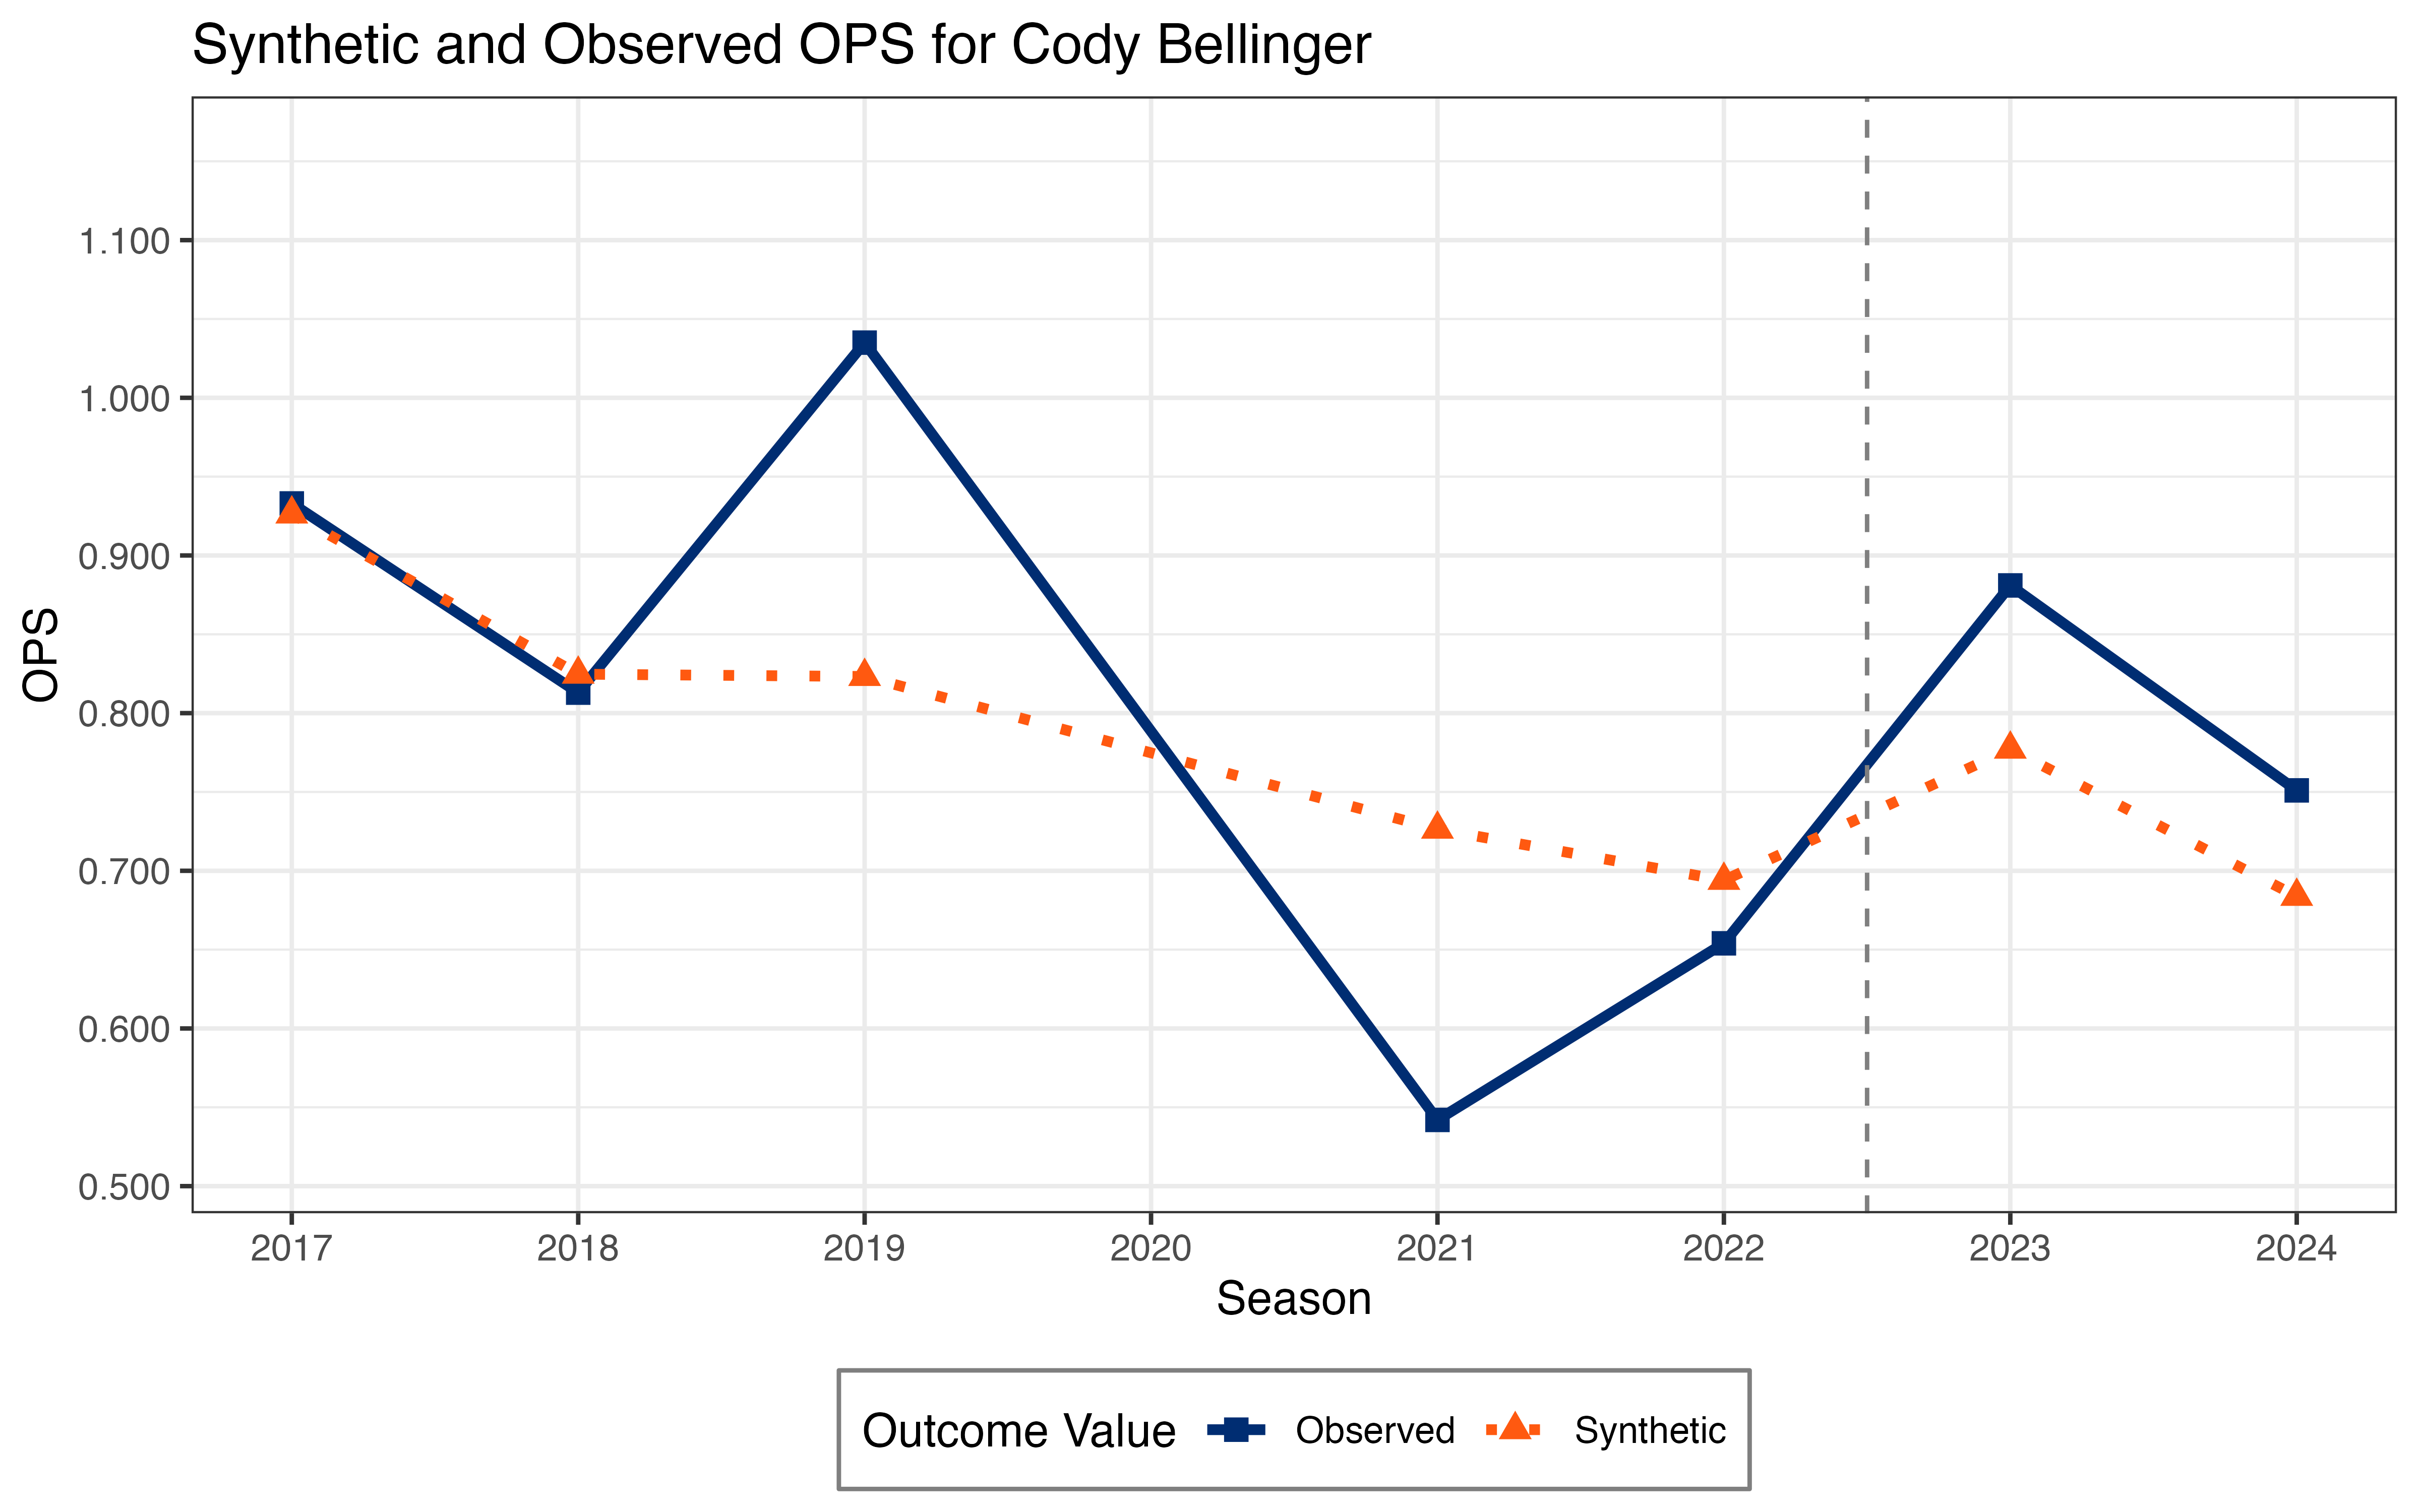 Synthetic and Observed OPS for Cody Bellinger
OPS
1.100
1.000
0.900
0.800
0.700
0.600
0.500
2017 2018 2019 2020 2021 2022 2023 2024
Season
Outcome Value Observed Synthetic